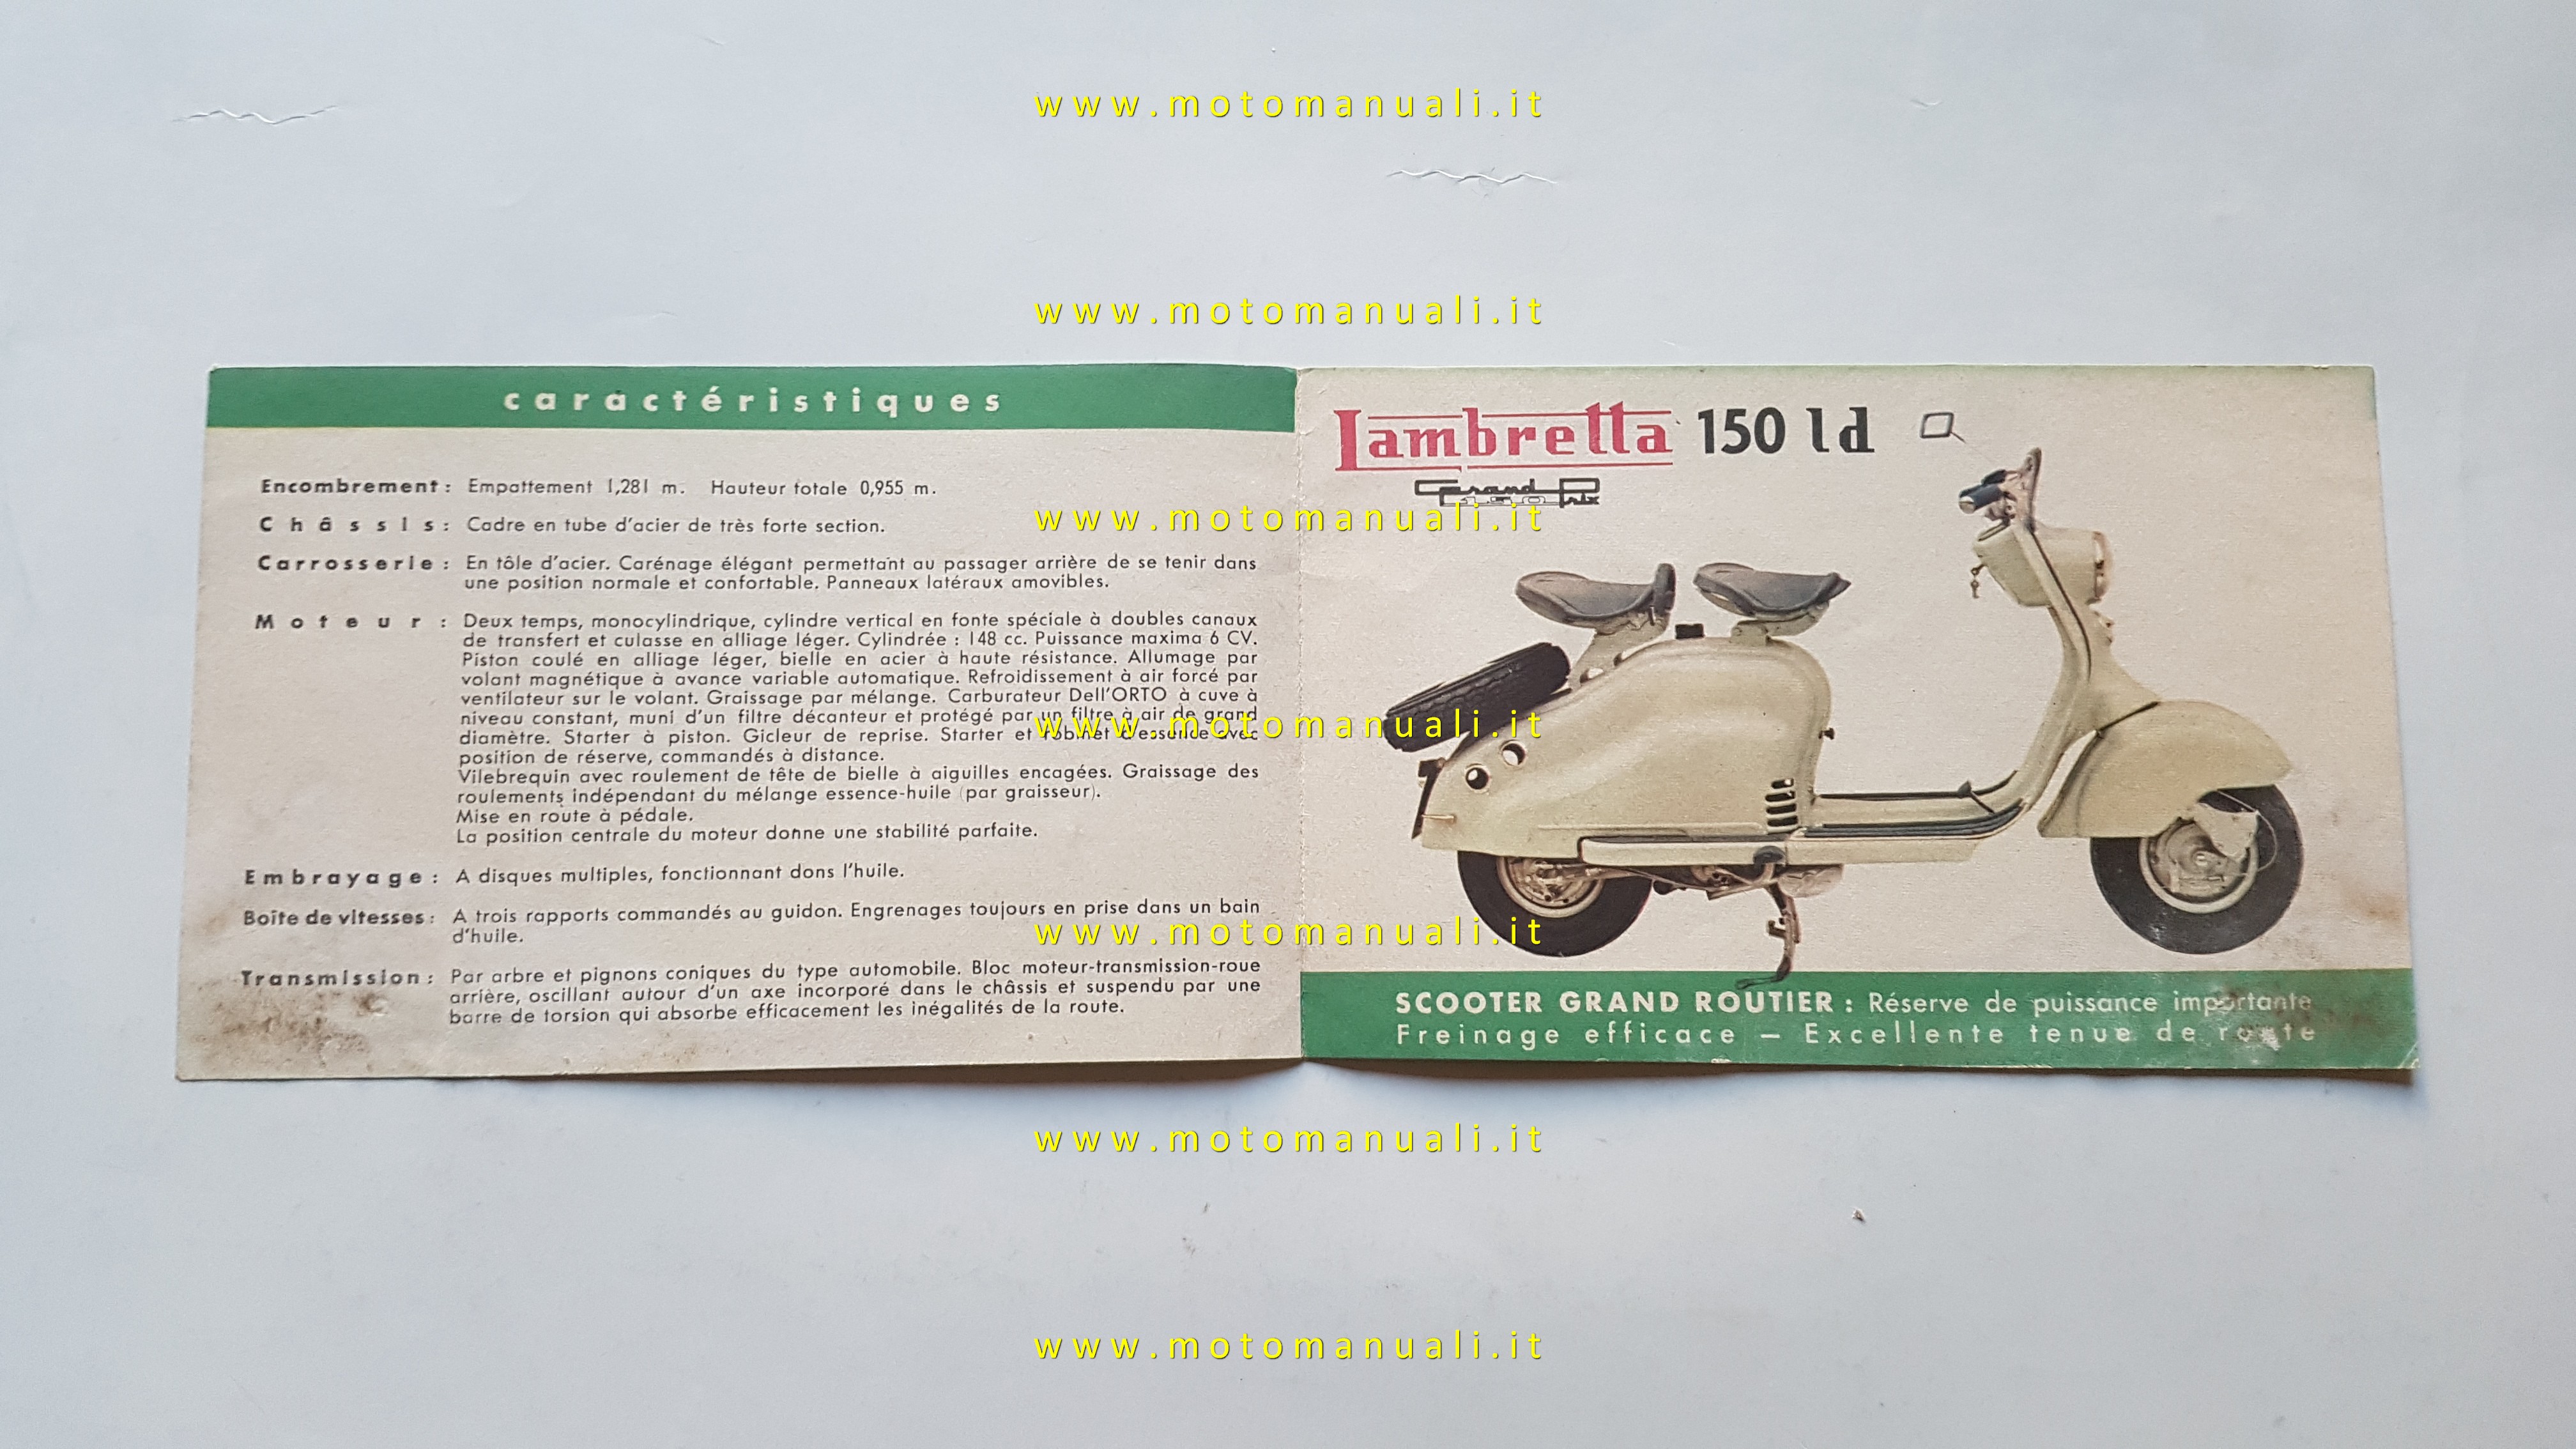 www.motomanuali.it
www.motomanuali.it
caractéristiques
Encombrement : Empattement 1,281 m. Hauteur totale 0,955 m.
Châssis : Cadre en tube d'acier de très forte section.
Carrosserie : En tôle d'acier. Carénage élégant permettant au passager arrière de se tenir dans
une position normale et confortable. Panneaux latéraux amovibles.
Moteur : Deux temps, monocylindrique, cylindre vertical en fonte spéciale à doubles canaux
de transfert et culasse en alliage léger. Cylindrée : 148 cc. Puissance maxima 6 CV.
Piston coulé en alliage léger, bielle en acier à haute résistance. Allumage par
volant magnétique à avance variable automatique. Refroidissement à air forcé par
ventilateur sur le volant. Graissage par mélange. Carburateur Dell'ORTO à cuve à
niveau constant, muni d'un filtre décanteur et protégé par un filtre à air de grand
diamètre. Starter à piston. Gicleur de reprise. Starter et robinet d'essence avec
position de réserve, commandés à distance.
Vilebrequin avec roulement de tête de bielle à aiguilles encagées. Graissage des
roulements indépendant du mélange essence-huile (par graisseur).
Mise en route à pédale.
La position centrale du moteur donne une stabilité parfaite.
Embrayage : A disques multiples, fonctionnant dons l'huile.
Boîte de vitesses : A trois rapports commandés au guidon. Engrenages toujours en prise dans un bain
d'huile.
Transmission : Par arbre et pignons coniques du type automobile. Bloc moteur-transmission-roue
arrière, oscillant autour d'un axe incorporé dans le châssis et suspendu par une
barre de torsion qui absorbe efficacement les inégalités de la route.
Lambretta 150 ld
Grand Prix
150
www.motomanuali.it
www.motomanuali.it
www.motomanuali.it
SCOOTER GRAND ROUTIER : Réserve de puissance importante
Freinage efficace — Excellente tenue de route
www.motomanuali.it
www.motomanuali.it